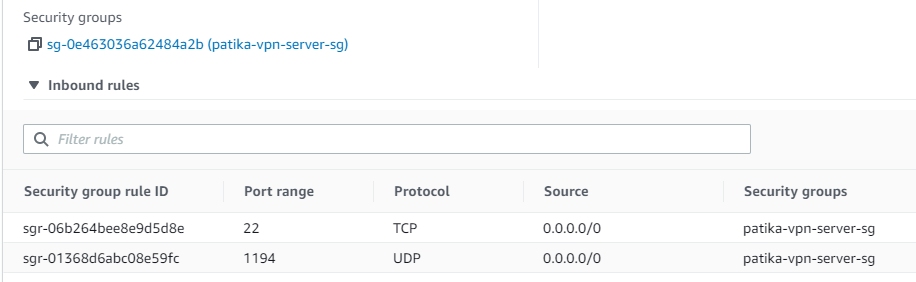 Security groups
sg-0e463036a62484a2b (patika-vpn-server-sg)
Inbound rules
Filter rules
Security group rule ID Port range Protocol Source Security groups
sgr-06b264bee8e9d5d8e 22 TCP 0.0.0.0/0 patika-vpn-server-sg
sgr-01368d6abc08e59fc 1194 UDP 0.0.0.0/0 patika-vpn-server-sg